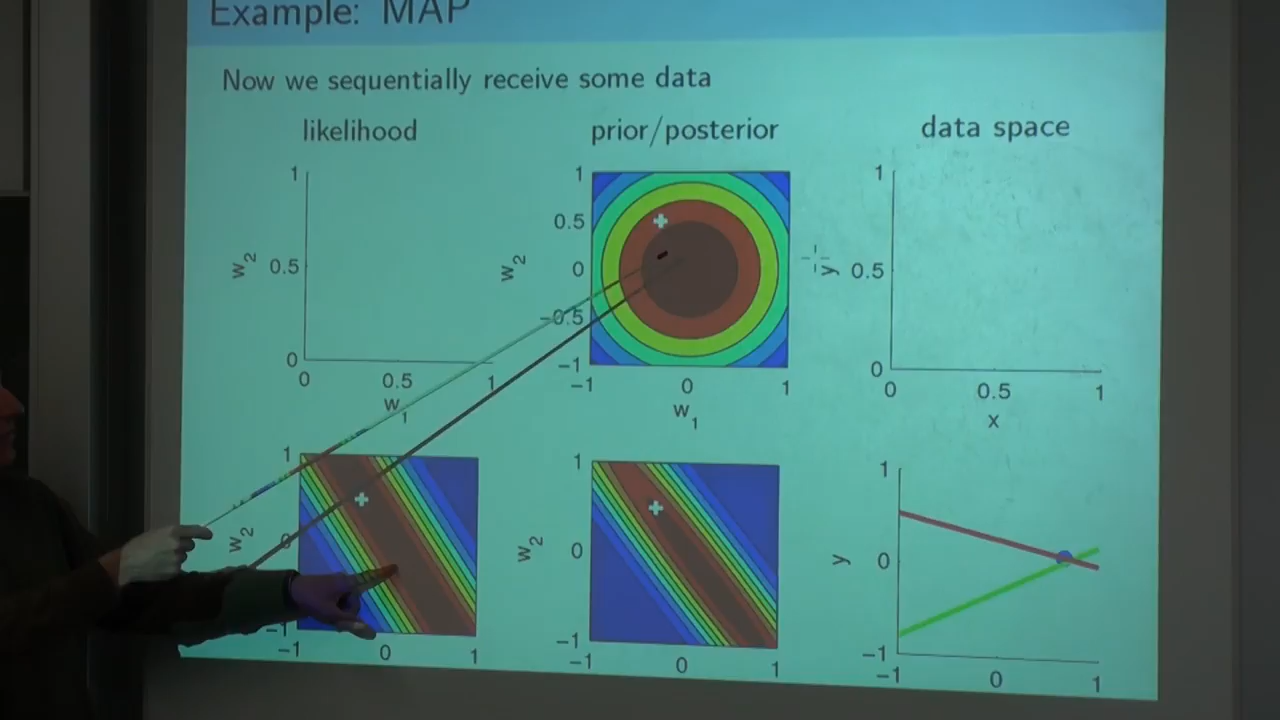 Example: MAP
Now we sequentially receive some data
likelihood prior/posterior data space
1
0.5
0
w2
0 0.5 1
w1
1
0.5
0
−0.5
−1
w2
−1 0 1
w1
1
0.5
0
y
0 0.5 1
x
1
0
−1
w2
−1 0 1
1
0
−1
w2
−1 0 1
1
0
−1
y
−1 0 1